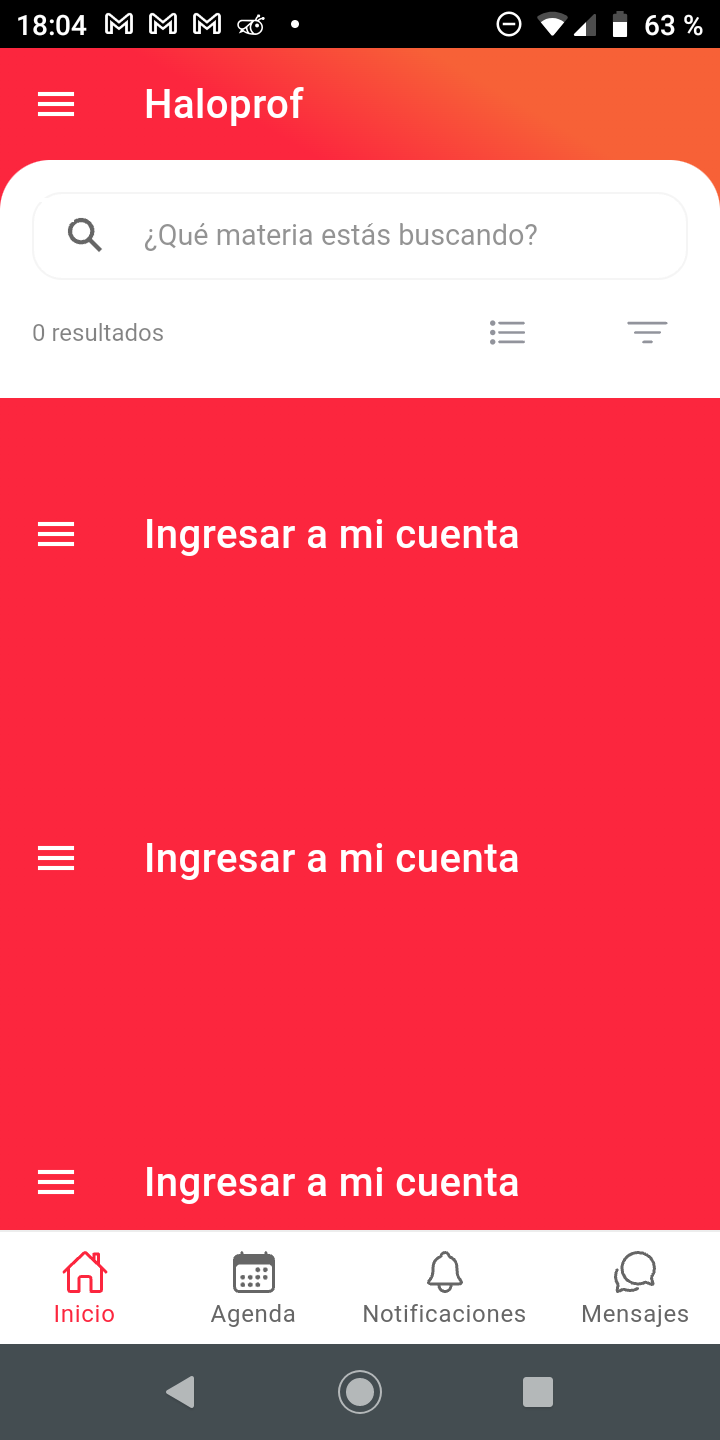 18:04
63 %
Haloprof
¿Qué materia estás buscando?
0 resultados
Ingresar a mi cuenta
Ingresar a mi cuenta
Ingresar a mi cuenta
Inicio
Agenda
Notificaciones
Mensajes